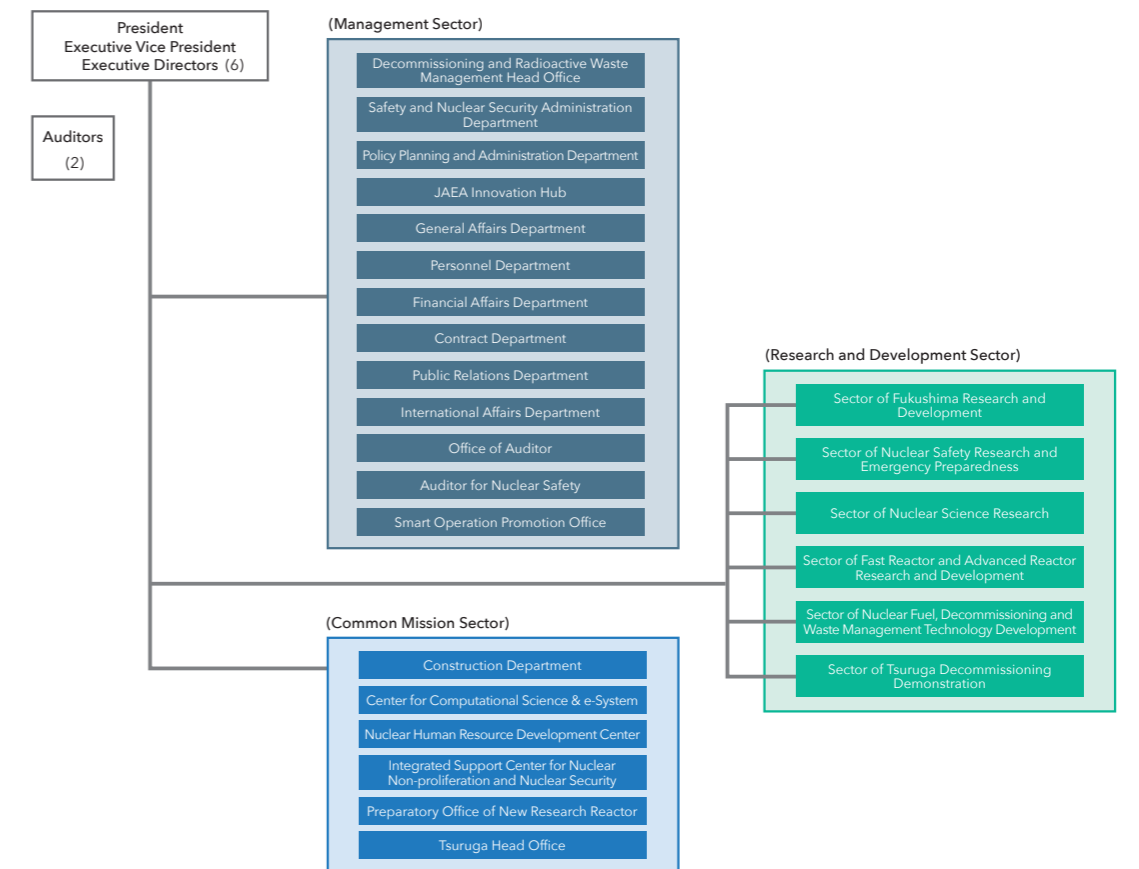 President
Executive Vice President
Executive Directors (6)
Auditors
(2)
(Management Sector)
Decommissioning and Radioactive Waste
Management Head Office
Safety and Nuclear Security Administration
Department
Policy Planning and Administration Department
JAEA Innovation Hub
General Affairs Department
Personnel Department
Financial Affairs Department
Contract Department
Public Relations Department
International Affairs Department
Office of Auditor
Auditor for Nuclear Safety
Smart Operation Promotion Office
(Research and Development Sector)
Sector of Fukushima Research and
Development
Sector of Nuclear Safety Research and
Emergency Preparedness
Sector of Nuclear Science Research
Sector of Fast Reactor and Advanced Reactor
Research and Development
Sector of Nuclear Fuel, Decommissioning and
Waste Management Technology Development
Sector of Tsuruga Decommissioning
Demonstration
(Common Mission Sector)
Construction Department
Center for Computational Science & e-System
Nuclear Human Resource Development Center
Integrated Support Center for Nuclear
Non-proliferation and Nuclear Security
Preparatory Office of New Research Reactor
Tsuruga Head Office